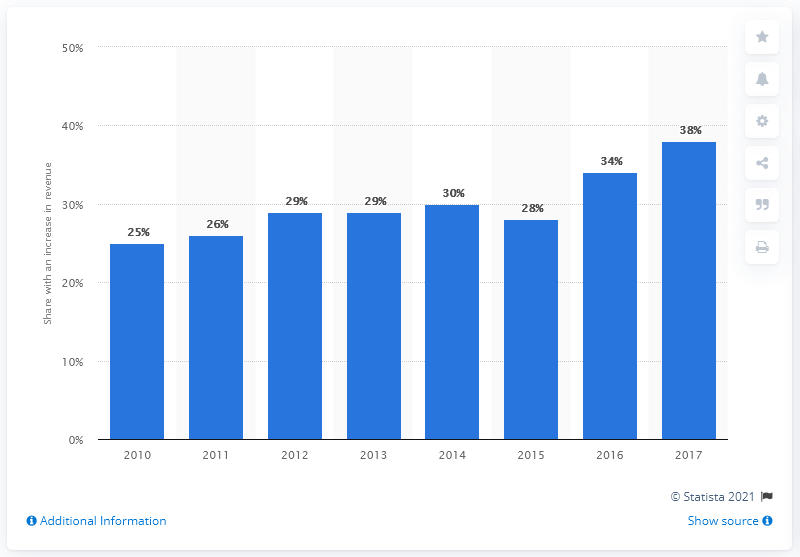 50%
40%
30%
20%
10%
0%
Share with an increase in revenue
25%
26%
29%
29%
30%
28%
34%
38%
2010 2011 2012 2013 2014 2015 2016 2017
© Statista 2021
Additional Information
Show source